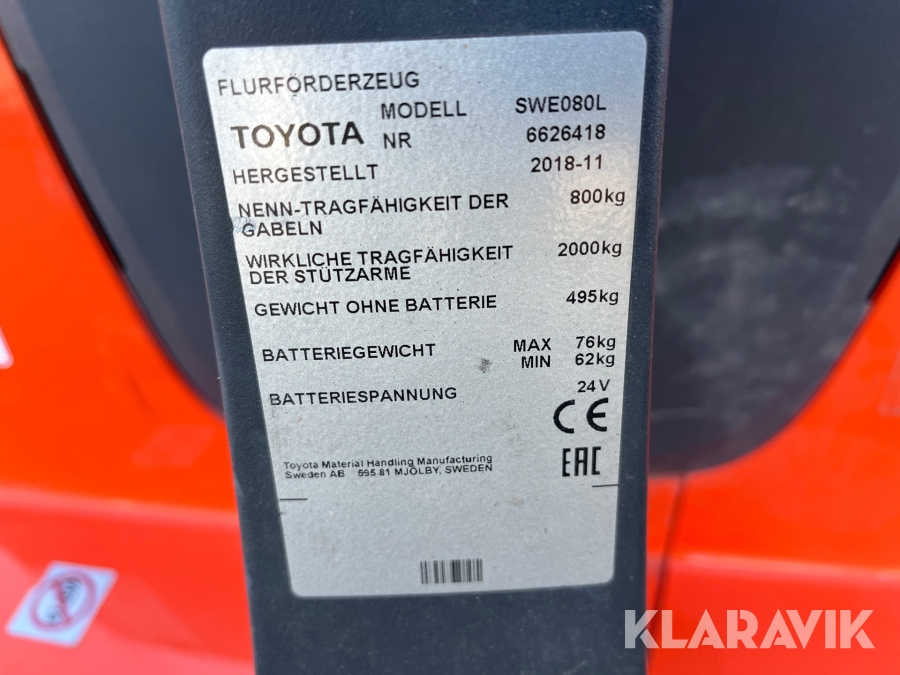 FLURFÖRDERZEUG
TOYOTA MODELL SWE080L
NR 6626418
HERGESTELLT 2018-11
NENN-TRAGFÄHIGKEIT DER 800kg
GABELN
WIRKLICHE TRAGFÄHIGKEIT 2000kg
DER STÜTZARME
GEWICHT OHNE BATTERIE 495kg
BATTERIEGEWICHT MAX 76kg
MIN 62kg
BATTERIESPANNUNG 24V
CE
Toyota Material Handling Manufacturing
Sweden AB 595 81 MJÖLBY, SWEDEN
EAC
KLARAVIK